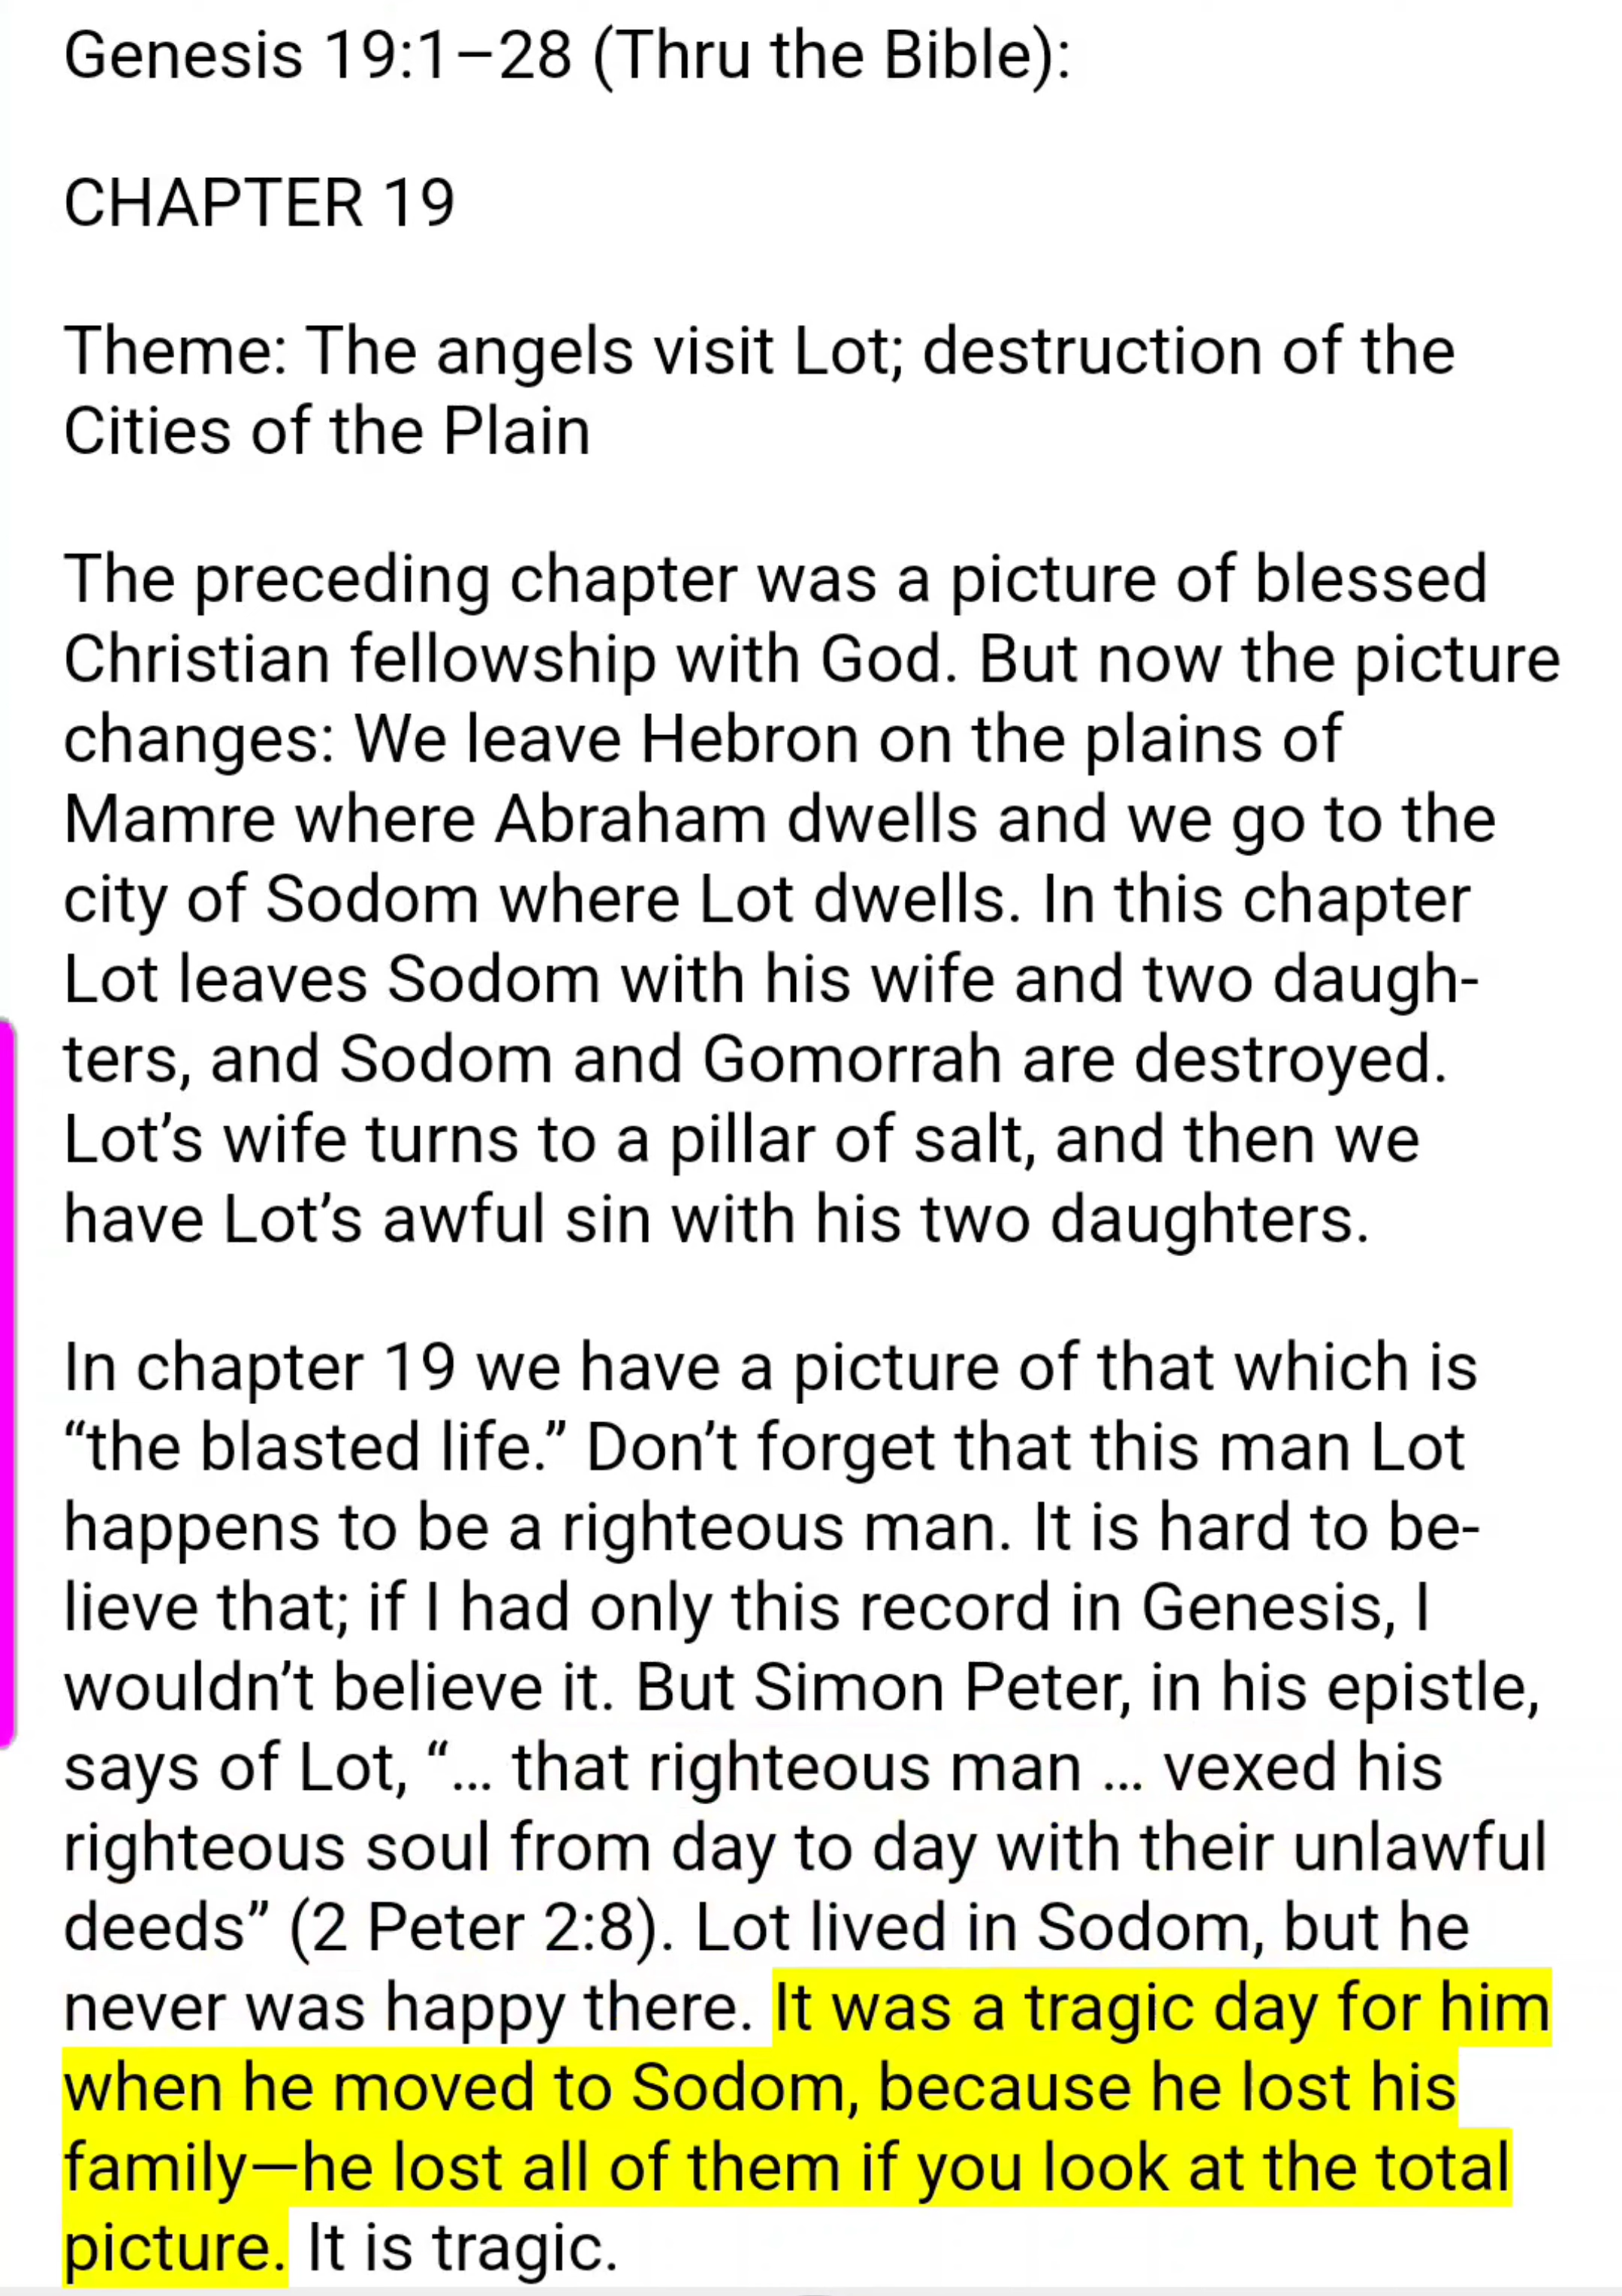 Genesis 19:1–28 (Thru the Bible):
CHAPTER 19
Theme: The angels visit Lot; destruction of the
Cities of the Plain
The preceding chapter was a picture of blessed
Christian fellowship with God. But now the picture
changes: We leave Hebron on the plains of
Mamre where Abraham dwells and we go to the
city of Sodom where Lot dwells. In this chapter
Lot leaves Sodom with his wife and two daugh-
ters, and Sodom and Gomorrah are destroyed.
Lot’s wife turns to a pillar of salt, and then we
have Lot’s awful sin with his two daughters.
In chapter 19 we have a picture of that which is
“the blasted life.” Don’t forget that this man Lot
happens to be a righteous man. It is hard to be-
lieve that; if I had only this record in Genesis, I
wouldn’t believe it. But Simon Peter, in his epistle,
says of Lot, “… that righteous man … vexed his
righteous soul from day to day with their unlawful
deeds” (2 Peter 2:8). Lot lived in Sodom, but he
never was happy there. It was a tragic day for him
when he moved to Sodom, because he lost his
family—he lost all of them if you look at the total
picture. It is tragic.